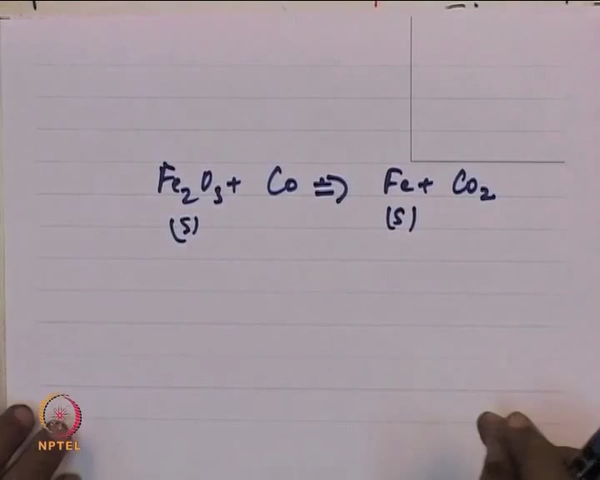 Fe₂O₃ + Co ⇌ Fe + Co₂
(s) (s)
NPTEL